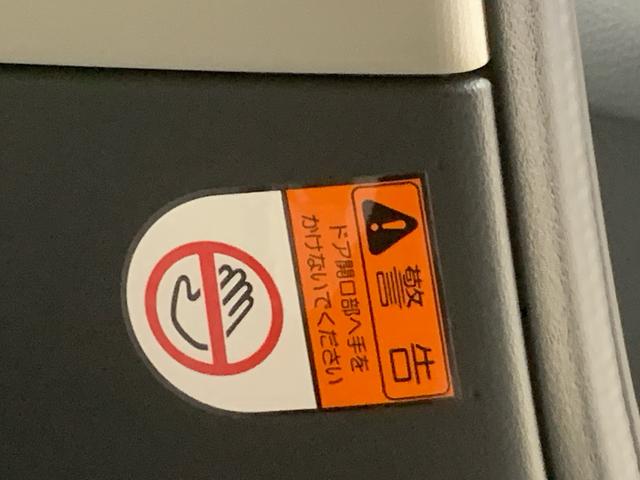 警告
ドア開口部へ手を
かけないでください